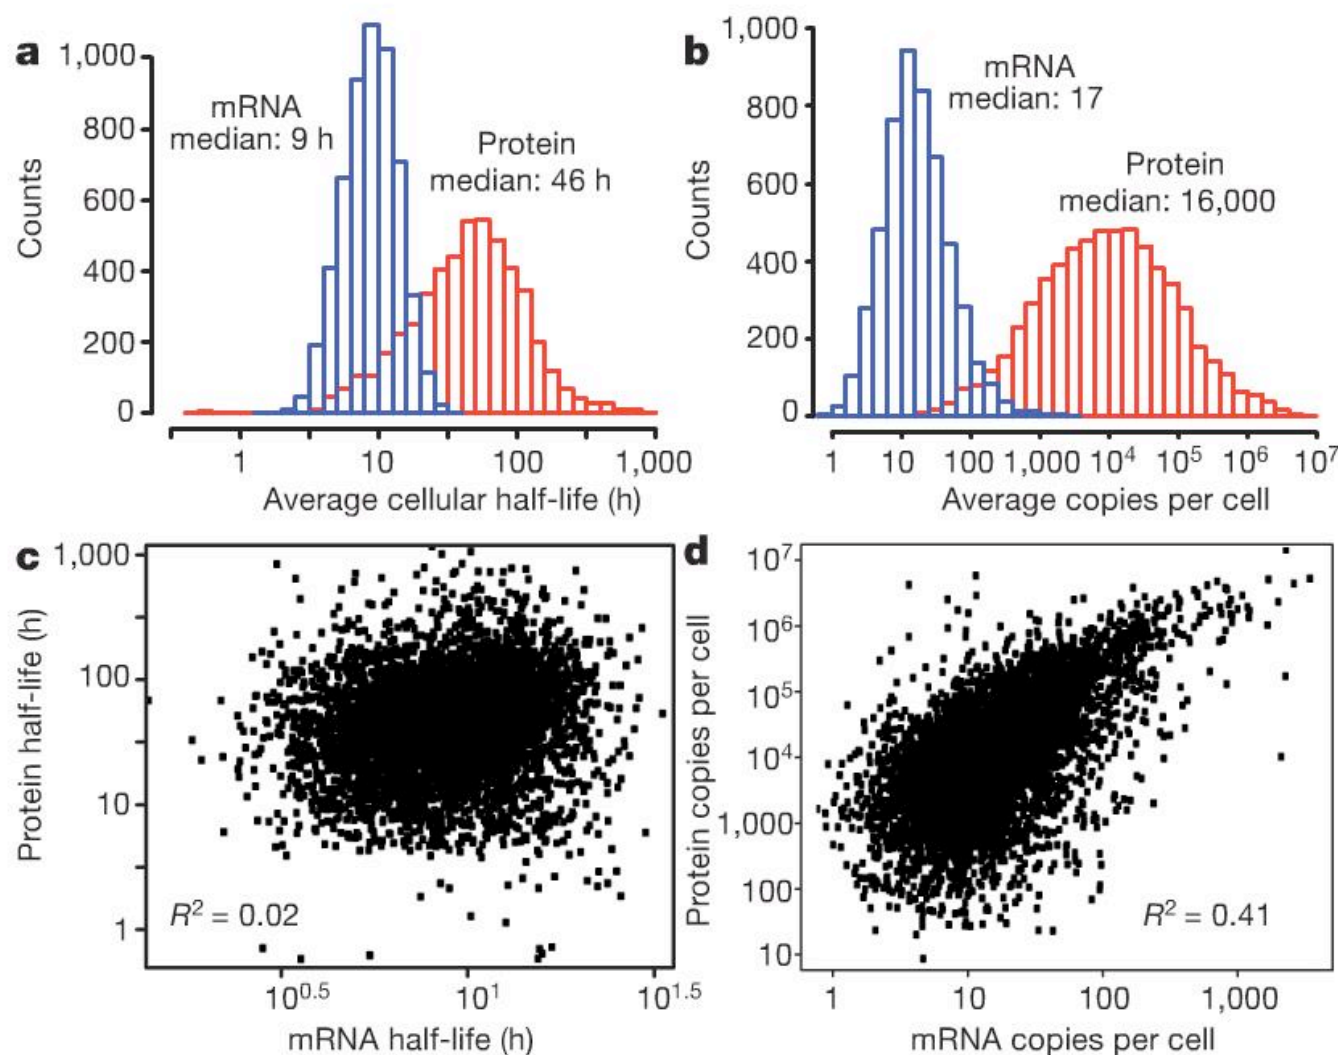 a
1,000
800
600
400
200
0
Counts
mRNA
median: 9 h
Protein
median: 46 h
1 10 100 1,000
Average cellular half-life (h)
b
1,000
800
600
400
200
0
Counts
mRNA
median: 17
Protein
median: 16,000
1 10 100 1,000 10⁴ 10⁵ 10⁶ 10⁷
Average copies per cell
c
1,000
100
10
1
Protein half-life (h)
R² = 0.02
10⁰·⁵ 10¹ 10¹·⁵
mRNA half-life (h)
d
10⁷
10⁶
10⁵
10⁴
1,000
100
10
Protein copies per cell
R² = 0.41
1 10 100 1,000
mRNA copies per cell